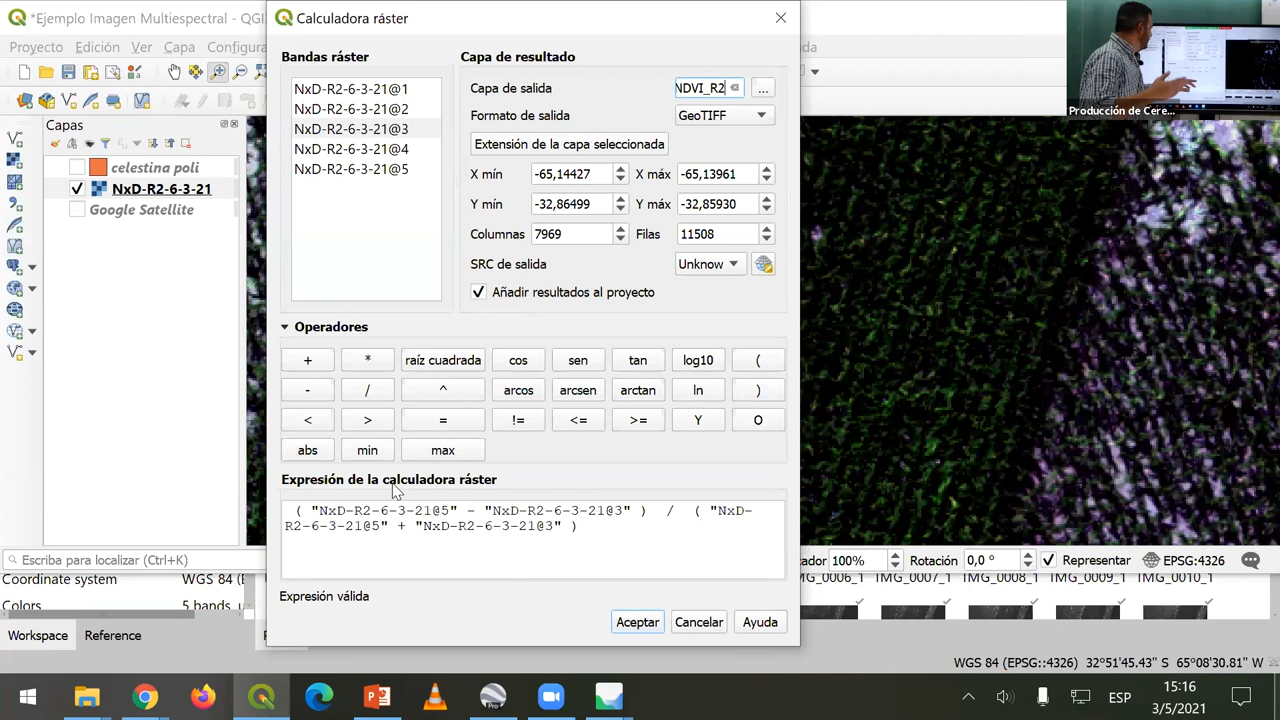 *Ejemplo Imagen Multiespectral - QGI
Calculadora ráster
Proyecto Edición Ver Capa Configura
Bandas ráster
NxD-R2-6-3-21@1
NxD-R2-6-3-21@2
NxD-R2-6-3-21@3
NxD-R2-6-3-21@4
NxD-R2-6-3-21@5
Capa de resultado
Capa de salida NDVI_R2 ...
Formato de salida GeoTIFF
Extensión de la capa seleccionada
X mín -65,14427 X máx -65,13961
Y mín -32,86499 Y máx -32,85930
Columnas 7969 Filas 11508
SRC de salida Unknow
Añadir resultados al proyecto
Operadores
+ * raíz cuadrada cos sen tan log10 (
- / ^ arcos arcsen arctan ln )
< > = != <= >= Y O
abs min max
Expresión de la calculadora ráster
( "NxD-R2-6-3-21@5" - "NxD-R2-6-3-21@3" ) / ( "NxD-
R2-6-3-21@5" + "NxD-R2-6-3-21@3" )
Expresión válida
Aceptar Cancelar Ayuda
Capas
celestina poli
NxD-R2-6-3-21
Google Satellite
Producción de Cere...
Escriba para localizar (Ctrl+K)
ador 100% Rotación 0,0 ° Representar EPSG:4326
Coordinate system WGS 84 (E
Colors 5 bands,
IMG_0006_1 IMG_0007_1 IMG_0008_1 IMG_0009_1 IMG_0010_1
Workspace Reference
WGS 84 (EPSG::4326) 32°51'45.43" S 65°08'30.81" W
Pro
ESP
15:16
3/5/2021